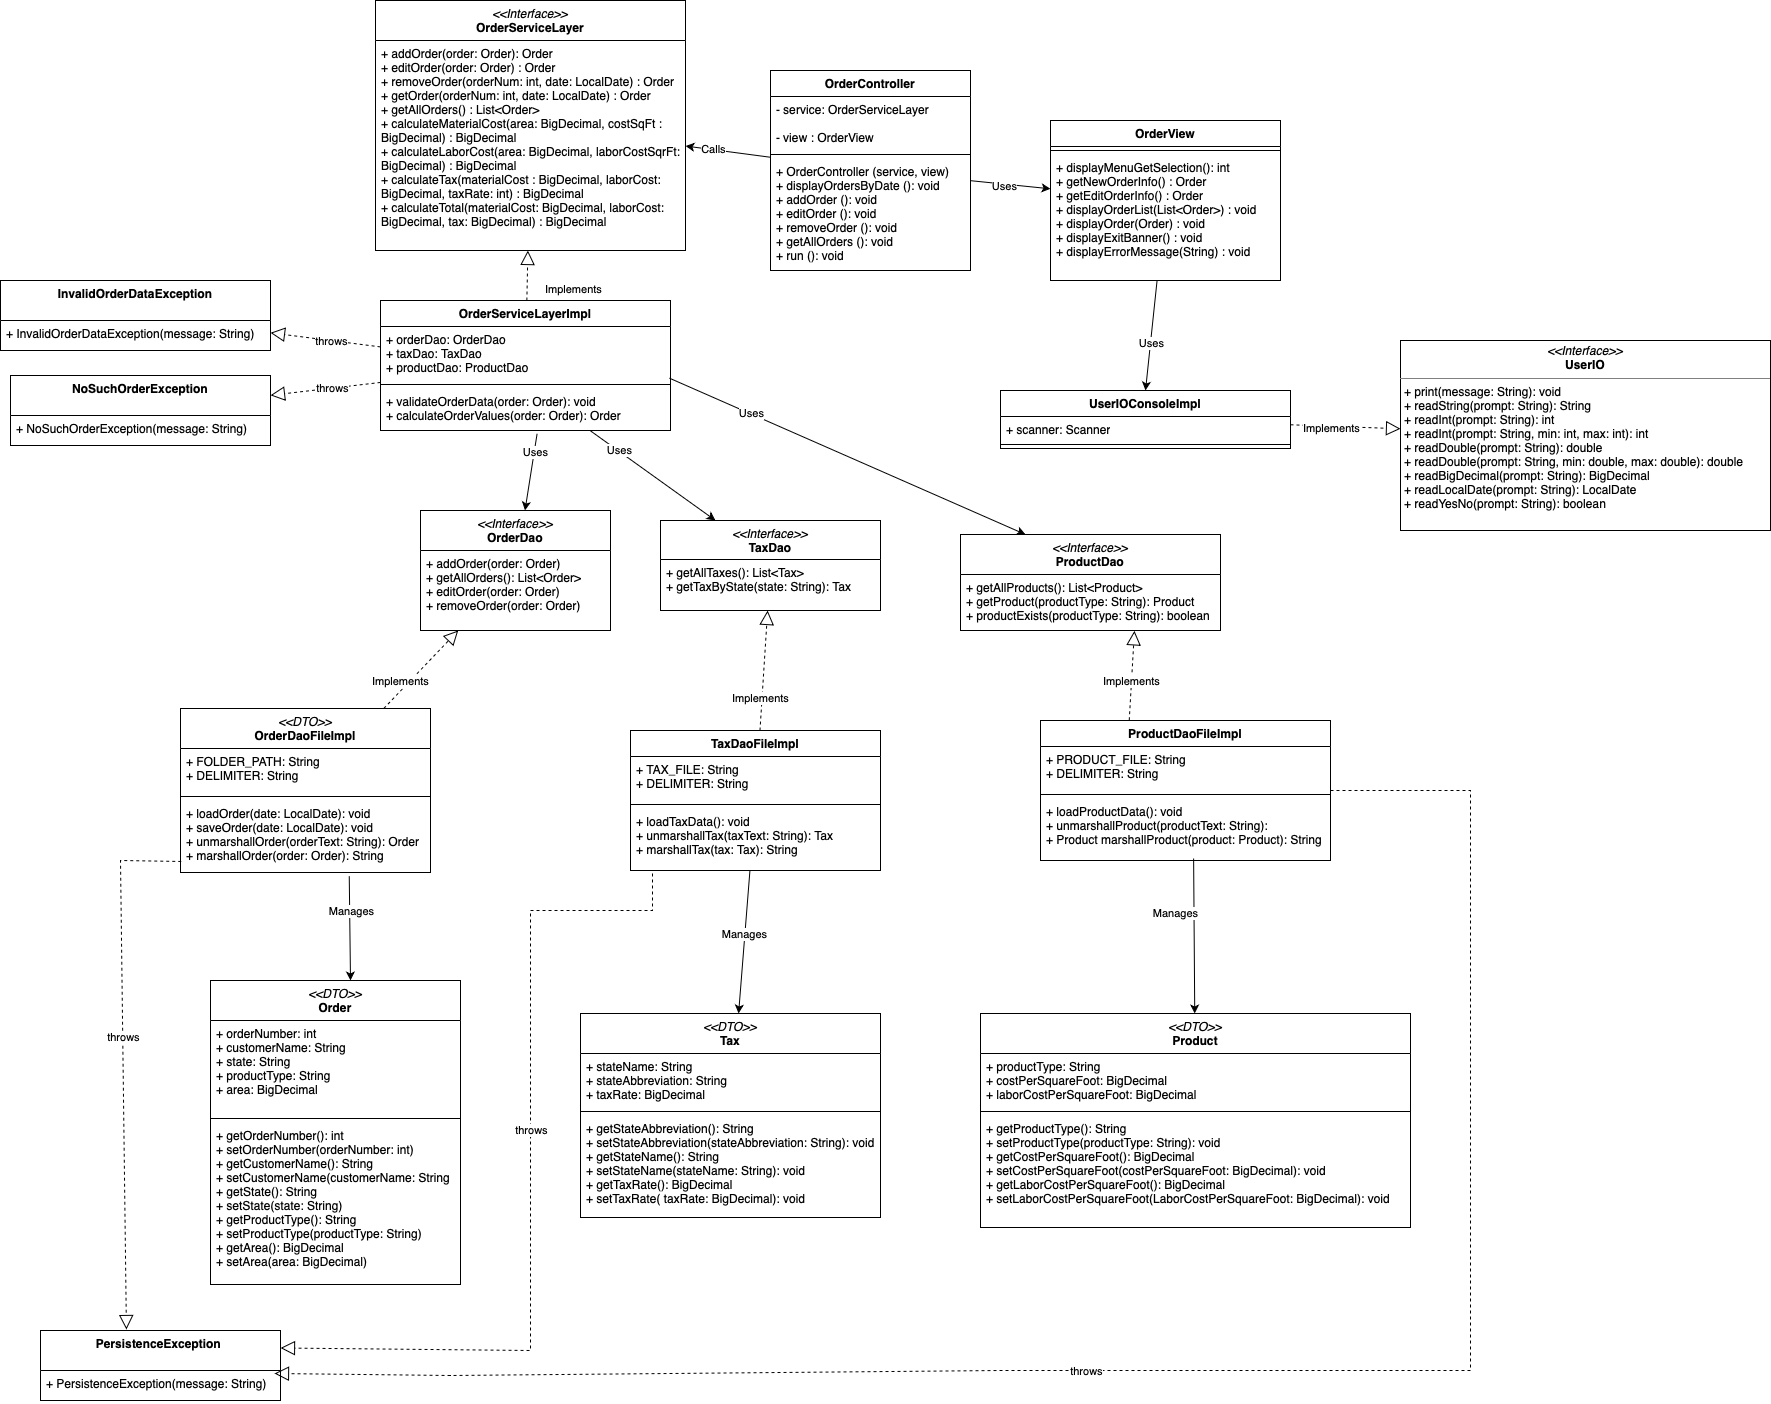 <<Interface>>
OrderServiceLayer
+ addOrder(order: Order): Order
+ editOrder(order: Order) : Order
+ removeOrder(orderNum: int, date: LocalDate) : Order
+ getOrder(orderNum: int, date: LocalDate) : Order
+ getAllOrders() : List<Order>
+ calculateMaterialCost(area: BigDecimal, costSqFt :
BigDecimal) : BigDecimal
+ calculateLaborCost(area: BigDecimal, laborCostSqrFt:
BigDecimal) : BigDecimal
+ calculateTax(materialCost : BigDecimal, laborCost:
BigDecimal, taxRate: int) : BigDecimal
+ calculateTotal(materialCost: BigDecimal, laborCost:
BigDecimal, tax: BigDecimal) : BigDecimal
Calls
OrderController
- service: OrderServiceLayer
- view : OrderView
+ OrderController (service, view)
+ displayOrdersByDate (): void
+ addOrder (): void
+ editOrder (): void
+ removeOrder (): void
+ getAllOrders (): void
+ run (): void
Uses
OrderView
+ displayMenuGetSelection(): int
+ getNewOrderInfo() : Order
+ getEditOrderInfo() : Order
+ displayOrderList(List<Order>) : void
+ displayOrder(Order) : void
+ displayExitBanner() : void
+ displayErrorMessage(String) : void
Implements
InvalidOrderDataException
+ InvalidOrderDataException(message: String)
throws
NoSuchOrderException
+ NoSuchOrderException(message: String)
throws
OrderServiceLayerImpl
+ orderDao: OrderDao
+ taxDao: TaxDao
+ productDao: ProductDao
+ validateOrderData(order: Order): void
+ calculateOrderValues(order: Order): Order
Uses
Uses
Uses
Uses
UserIOConsoleImpl
+ scanner: Scanner
Implements
<<Interface>>
UserIO
+ print(message: String): void
+ readString(prompt: String): String
+ readInt(prompt: String): int
+ readInt(prompt: String, min: int, max: int): int
+ readDouble(prompt: String): double
+ readDouble(prompt: String, min: double, max: double): double
+ readBigDecimal(prompt: String): BigDecimal
+ readLocalDate(prompt: String): LocalDate
+ readYesNo(prompt: String): boolean
<<Interface>>
OrderDao
+ addOrder(order: Order)
+ getAllOrders(): List<Order>
+ editOrder(order: Order)
+ removeOrder(order: Order)
<<Interface>>
TaxDao
+ getAllTaxes(): List<Tax>
+ getTaxByState(state: String): Tax
<<Interface>>
ProductDao
+ getAllProducts(): List<Product>
+ getProduct(productType: String): Product
+ productExists(productType: String): boolean
Implements
Implements
Implements
<<DTO>>
OrderDaoFileImpl
+ FOLDER_PATH: String
+ DELIMITER: String
+ loadOrder(date: LocalDate): void
+ saveOrder(date: LocalDate): void
+ unmarshallOrder(orderText: String): Order
+ marshallOrder(order: Order): String
TaxDaoFileImpl
+ TAX_FILE: String
+ DELIMITER: String
+ loadTaxData(): void
+ unmarshallTax(taxText: String): Tax
+ marshallTax(tax: Tax): String
ProductDaoFileImpl
+ PRODUCT_FILE: String
+ DELIMITER: String
+ loadProductData(): void
+ unmarshallProduct(productText: String):
+ Product marshallProduct(product: Product): String
Manages
Manages
Manages
throws
<<DTO>>
Order
+ orderNumber: int
+ customerName: String
+ state: String
+ productType: String
+ area: BigDecimal
+ getOrderNumber(): int
+ setOrderNumber(orderNumber: int)
+ getCustomerName(): String
+ setCustomerName(customerName: String
+ getState(): String
+ setState(state: String)
+ getProductType(): String
+ setProductType(productType: String)
+ getArea(): BigDecimal
+ setArea(area: BigDecimal)
throws
<<DTO>>
Tax
+ stateName: String
+ stateAbbreviation: String
+ taxRate: BigDecimal
+ getStateAbbreviation(): String
+ setStateAbbreviation(stateAbbreviation: String): void
+ getStateName(): String
+ setStateName(stateName: String): void
+ getTaxRate(): BigDecimal
+ setTaxRate( taxRate: BigDecimal): void
<<DTO>>
Product
+ productType: String
+ costPerSquareFoot: BigDecimal
+ laborCostPerSquareFoot: BigDecimal
+ getProductType(): String
+ setProductType(productType: String): void
+ getCostPerSquareFoot(): BigDecimal
+ setCostPerSquareFoot(costPerSquareFoot: BigDecimal): void
+ getLaborCostPerSquareFoot(): BigDecimal
+ setLaborCostPerSquareFoot(LaborCostPerSquareFoot: BigDecimal): void
PersistenceException
+ PersistenceException(message: String)
throws